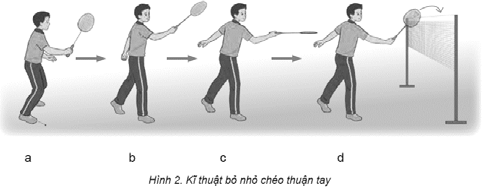 a b c d
Hình 2. Kĩ thuật bỏ nhỏ chéo thuận tay